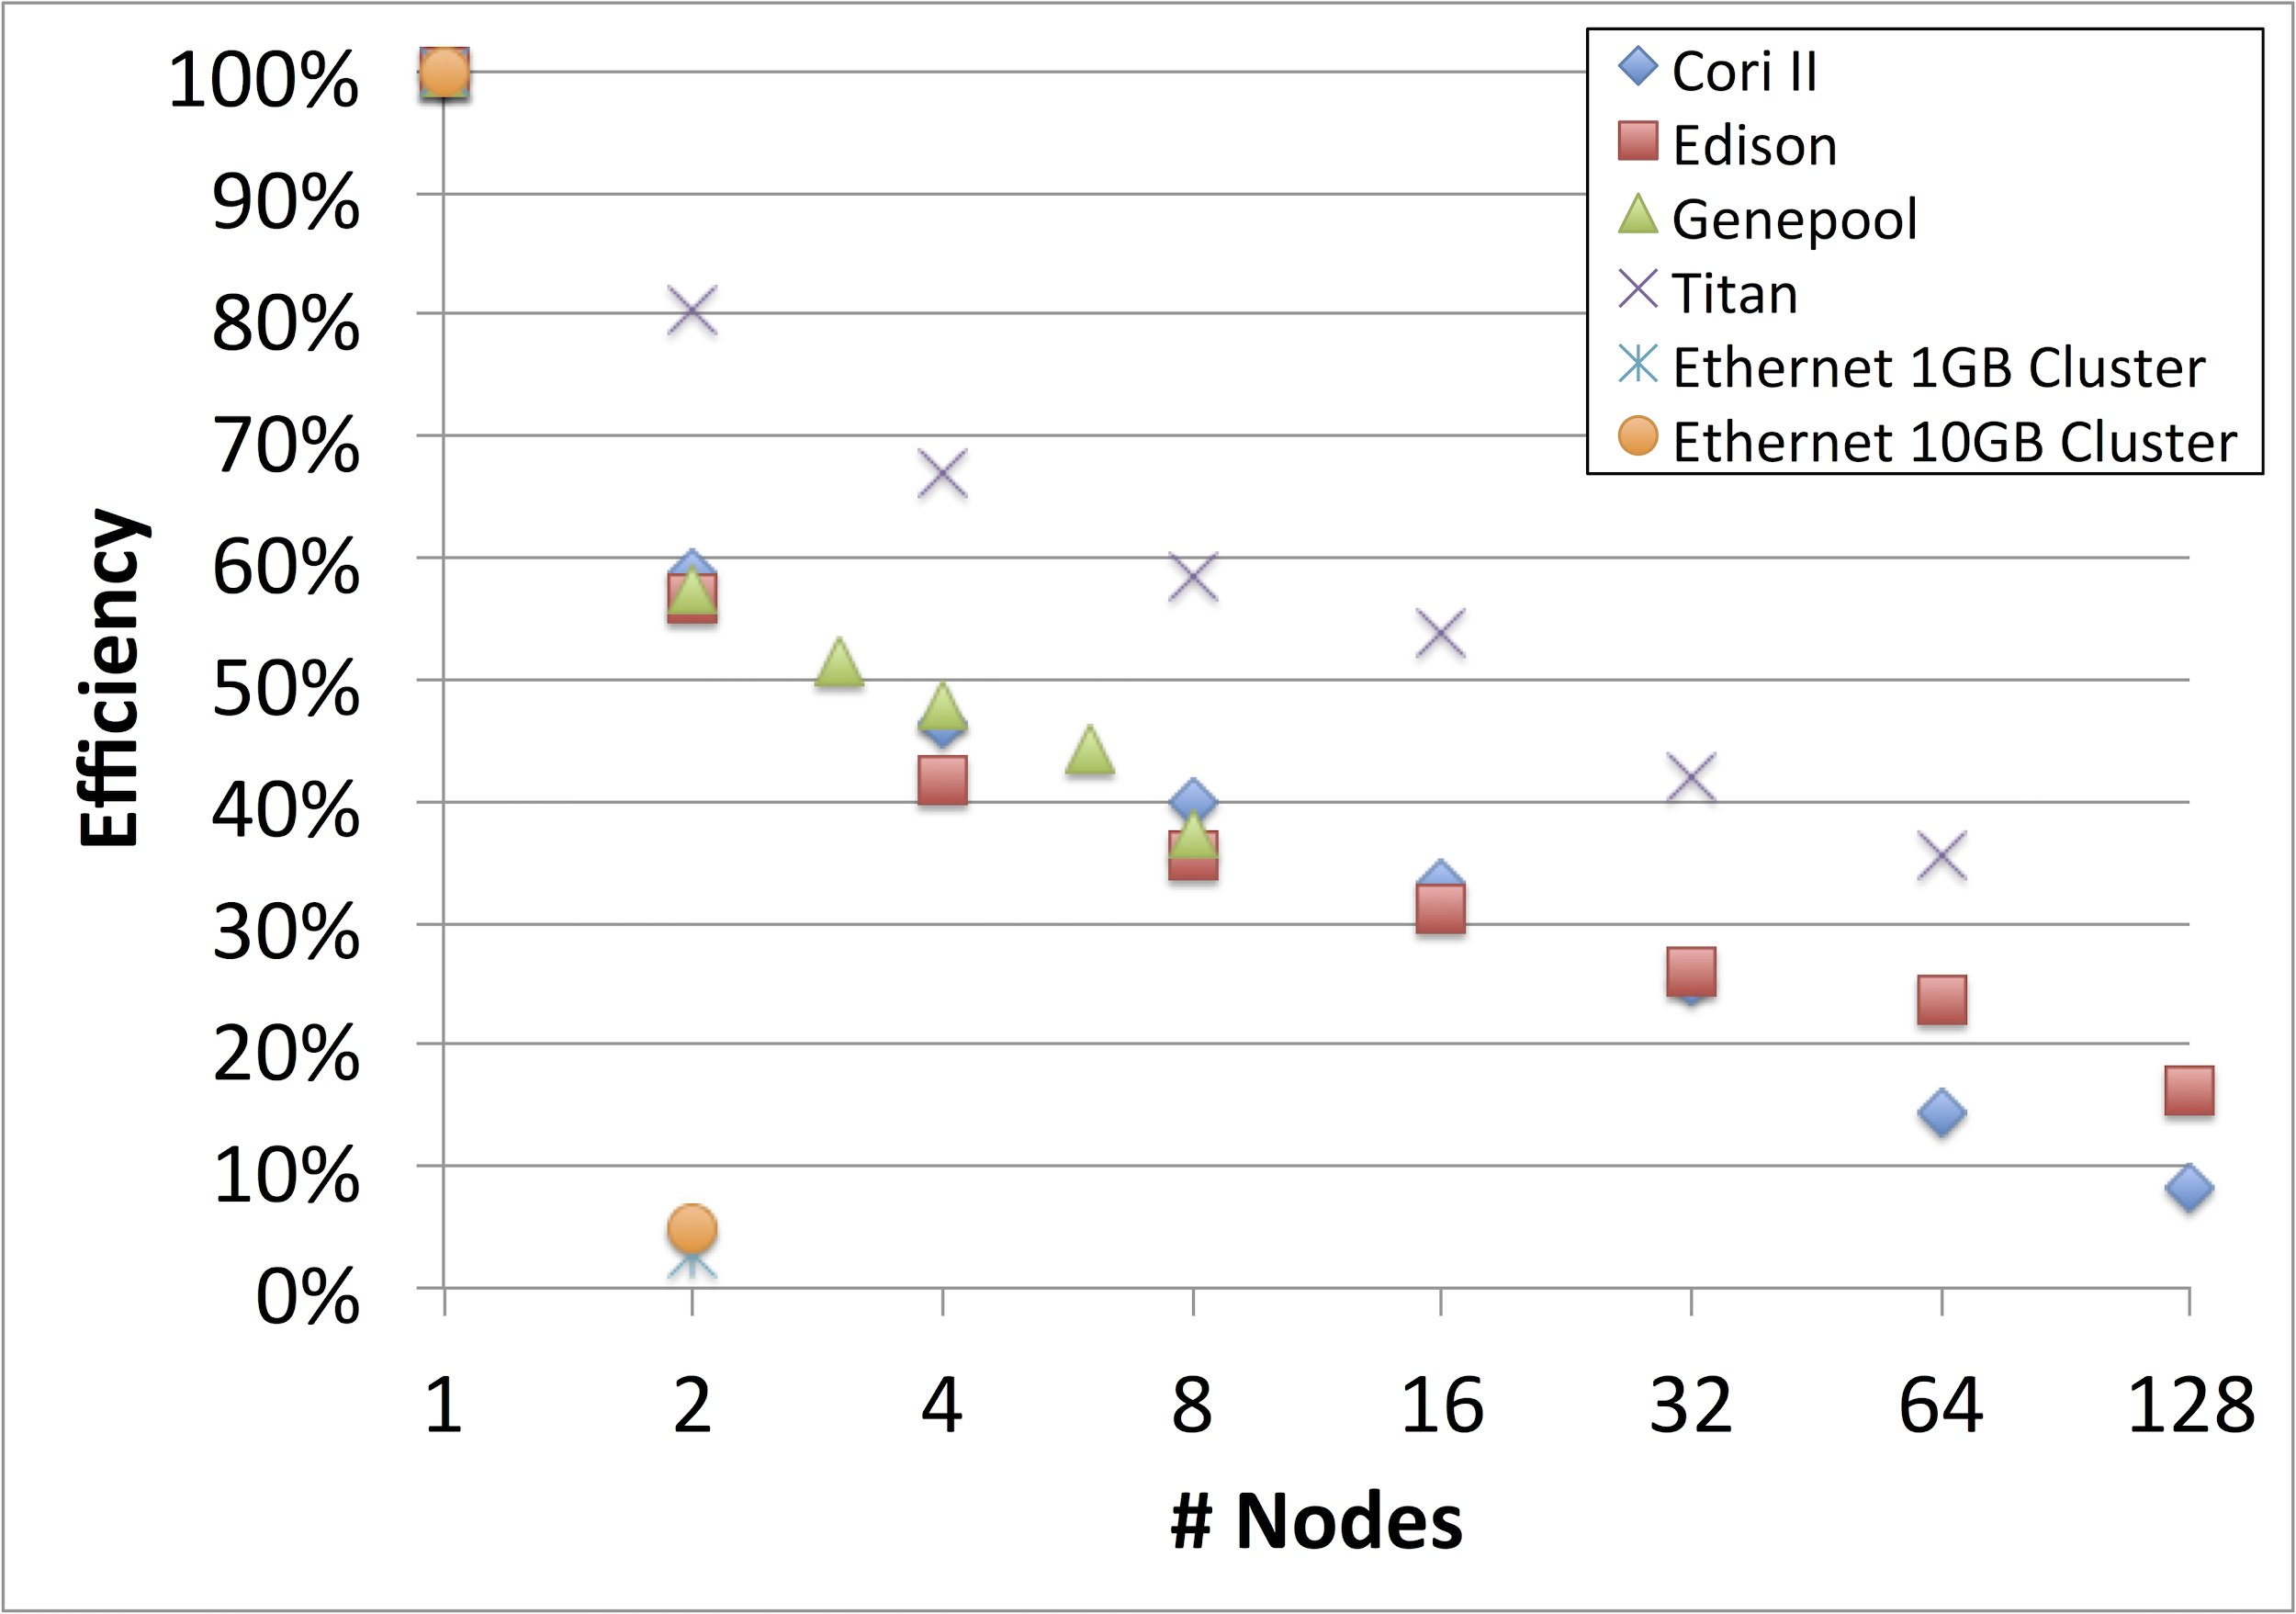 Cori II
Edison
Genepool
Titan
Ethernet 1GB Cluster
Ethernet 10GB Cluster
Efficiency
100%
90%
80%
70%
60%
50%
40%
30%
20%
10%
0%
1 2 4 8 16 32 64 128
# Nodes